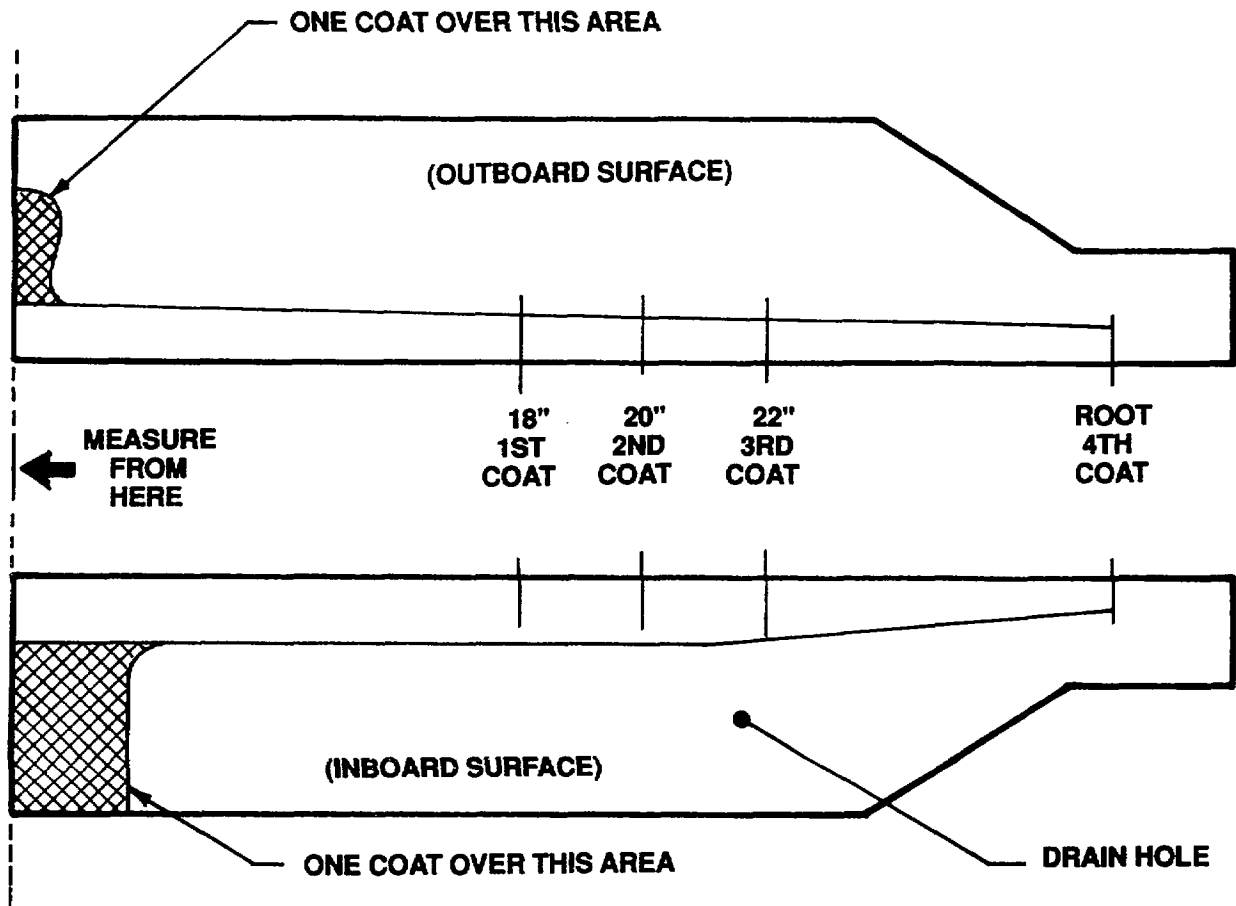 ONE COAT OVER THIS AREA
(OUTBOARD SURFACE)
MEASURE
FROM
HERE
18"
1ST
COAT
20"
2ND
COAT
22"
3RD
COAT
ROOT
4TH
COAT
(INBOARD SURFACE)
ONE COAT OVER THIS AREA
DRAIN HOLE